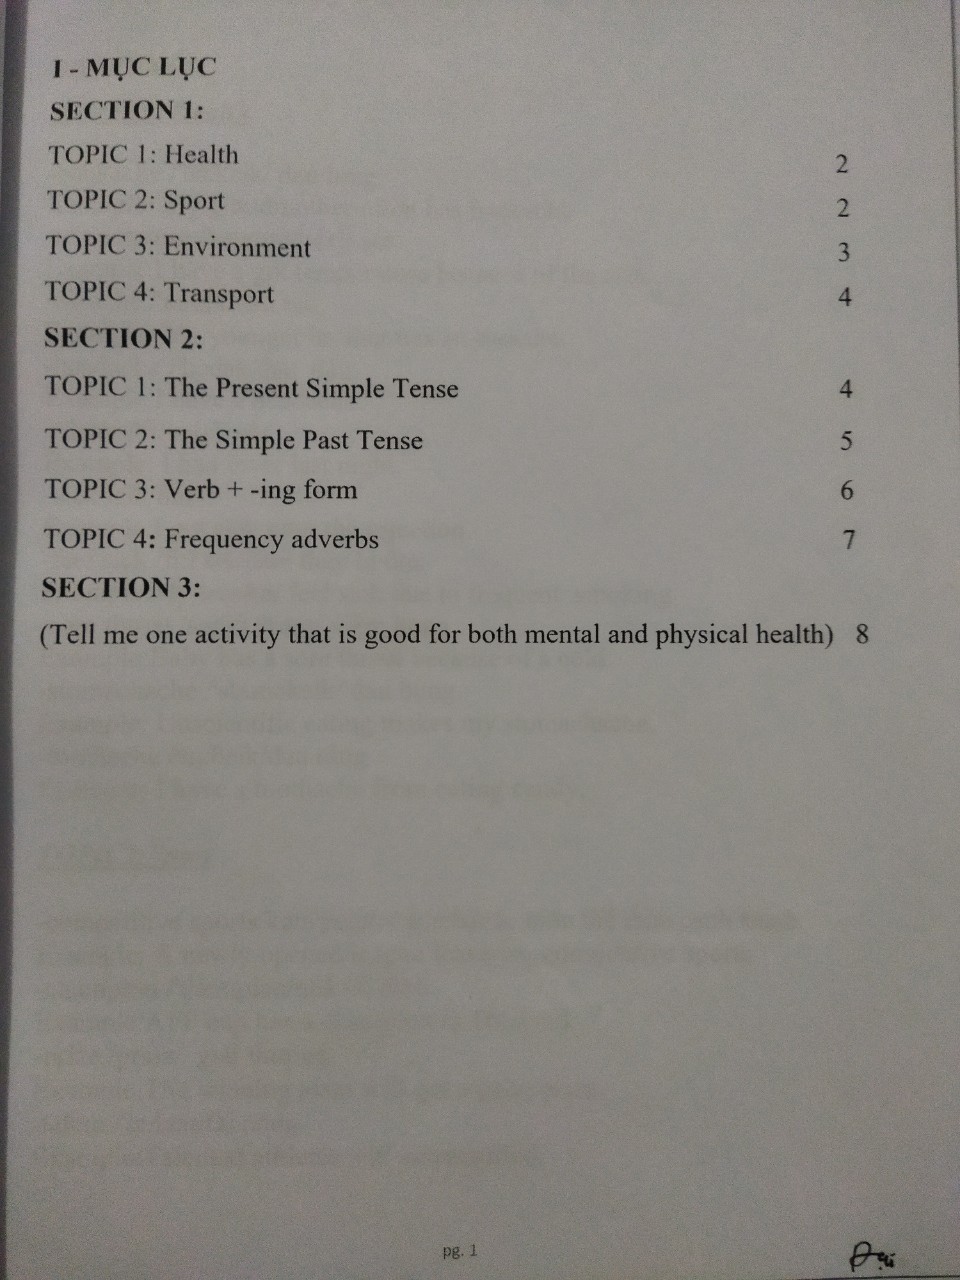 I - MỤC LỤC
SECTION 1:
TOPIC 1: Health 2
TOPIC 2: Sport 2
TOPIC 3: Environment 3
TOPIC 4: Transport 4
SECTION 2:
TOPIC 1: The Present Simple Tense 4
TOPIC 2: The Simple Past Tense 5
TOPIC 3: Verb + -ing form 6
TOPIC 4: Frequency adverbs 7
SECTION 3:
(Tell me one activity that is good for both mental and physical health) 8
pg. 1